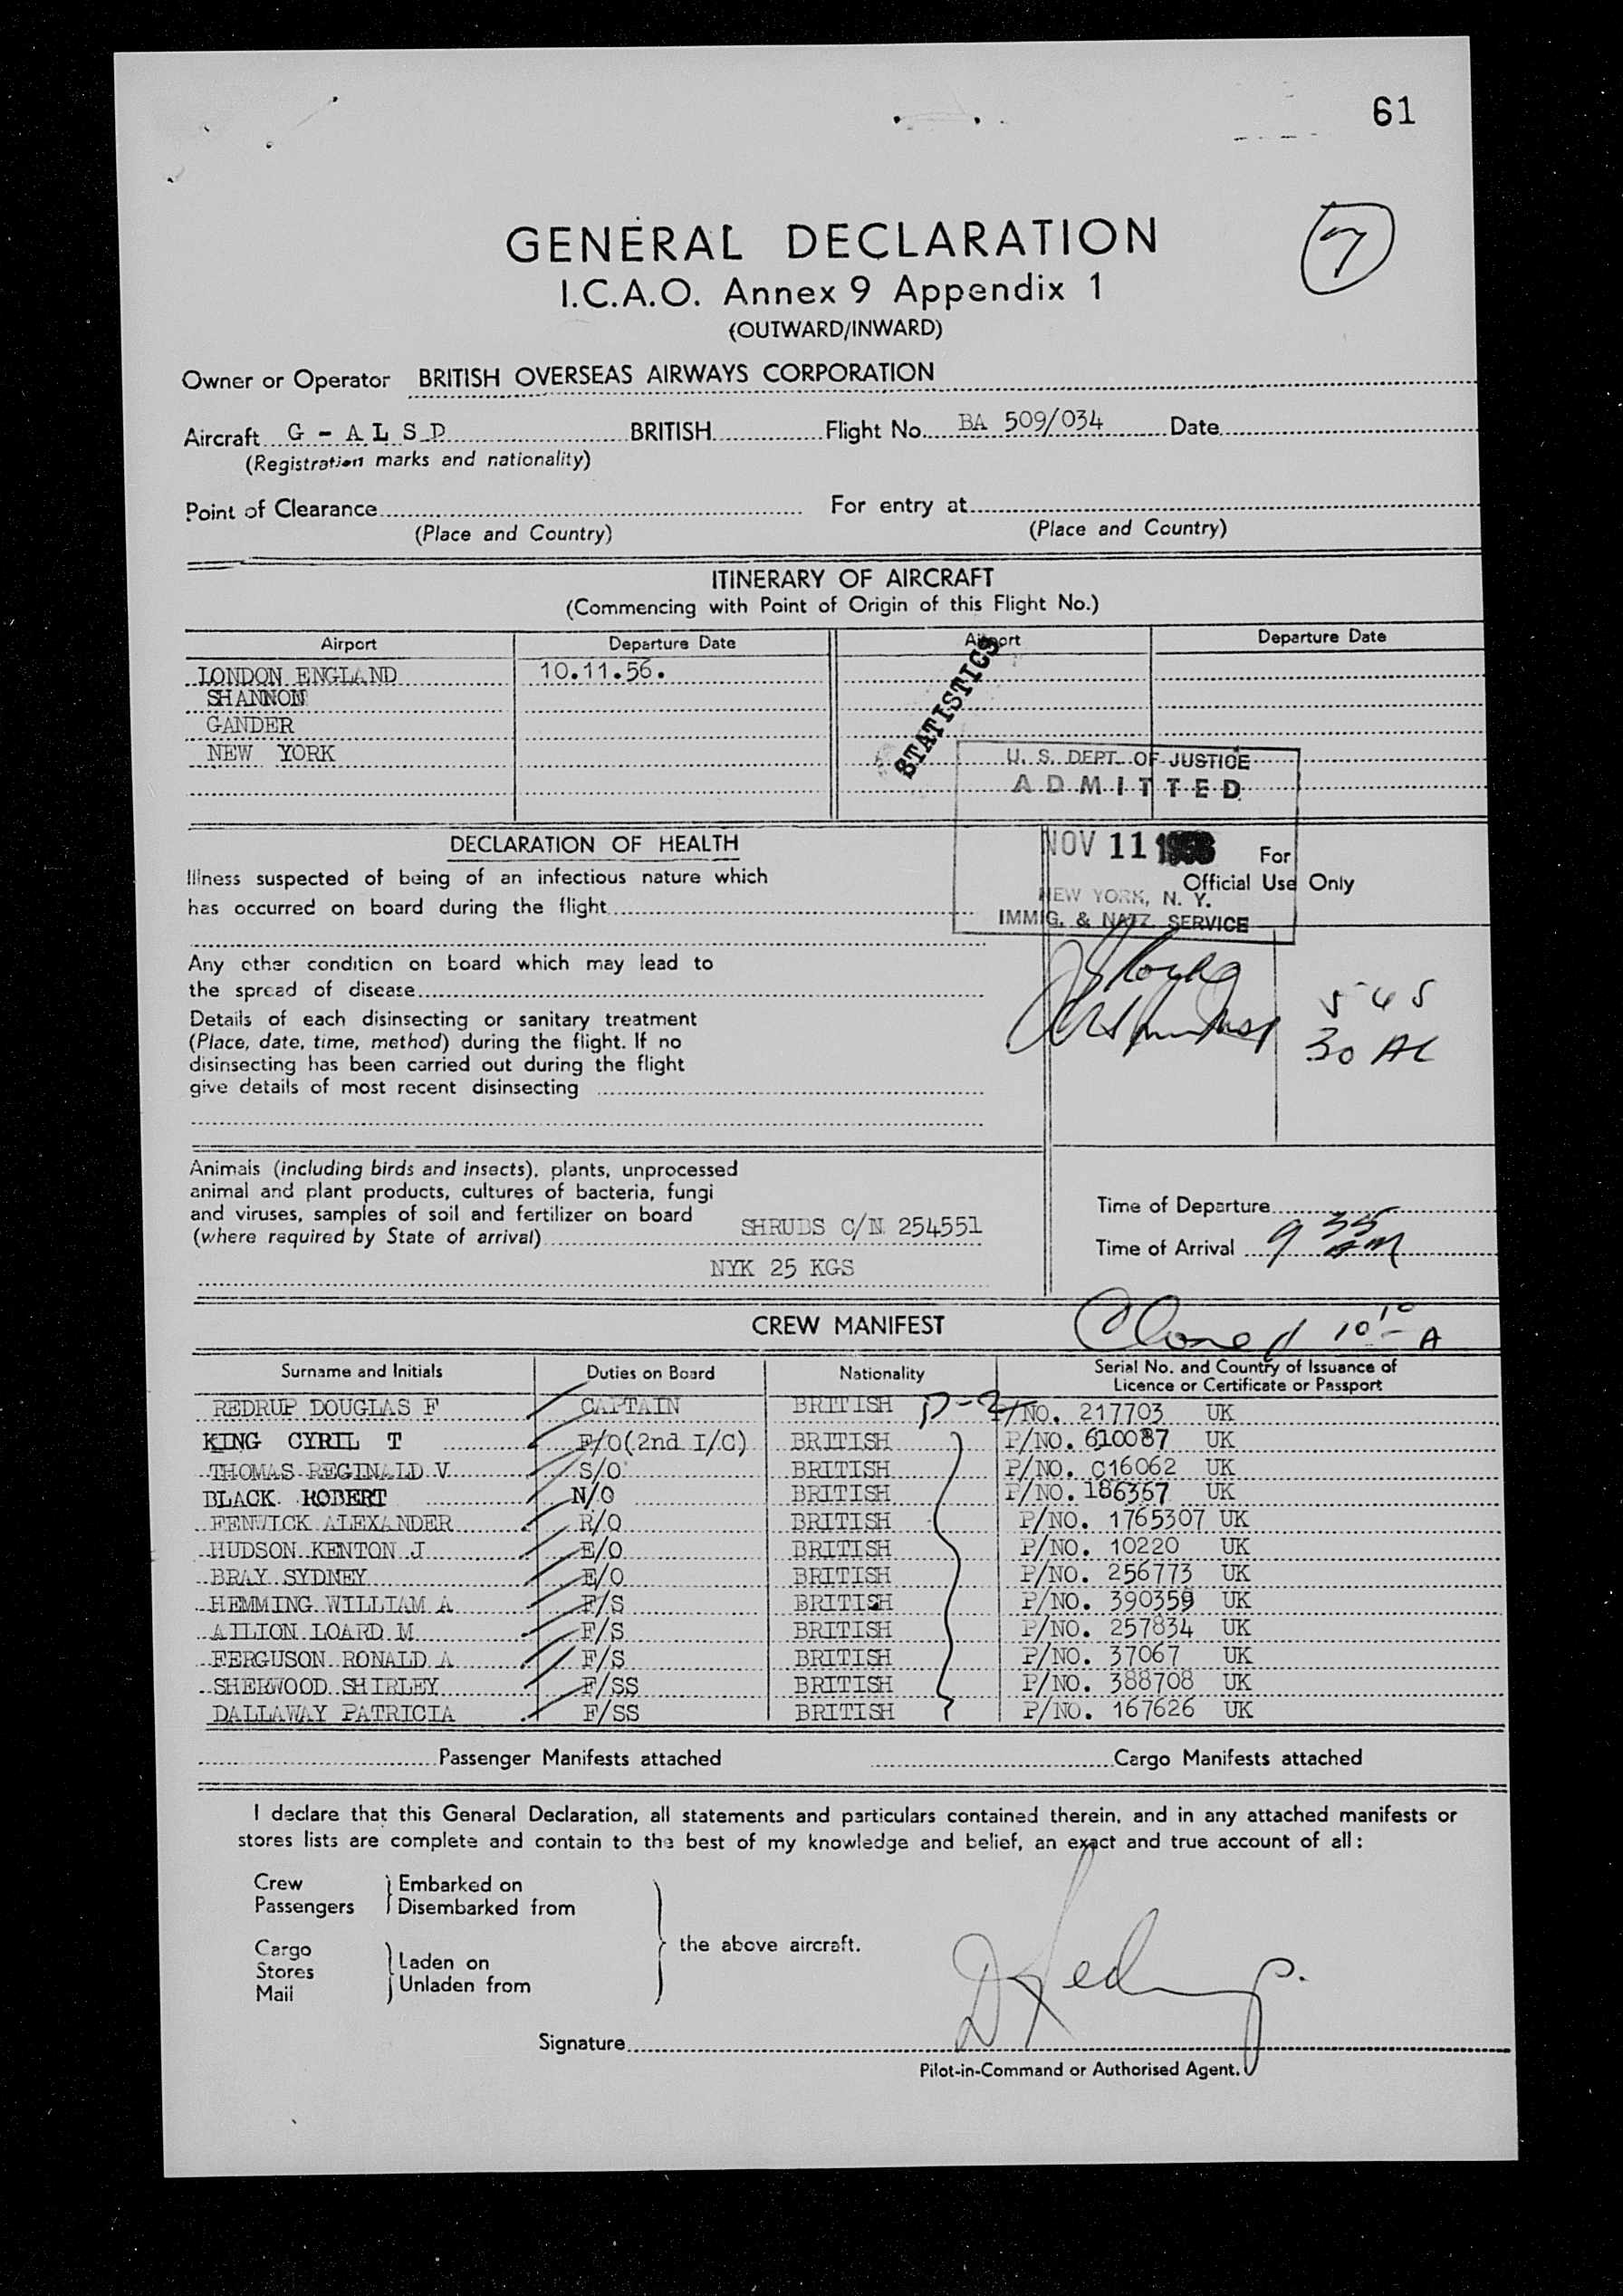 61
7
GENERAL DECLARATION
I.C.A.O. Annex 9 Appendix 1
(OUTWARD/INWARD)
Owner or Operator BRITISH OVERSEAS AIRWAYS CORPORATION
Aircraft G - A L S D BRITISH Flight No. BA 509/034 Date
(Registration marks and nationality)
Point of Clearance For entry at
(Place and Country) (Place and Country)
ITINERARY OF AIRCRAFT
(Commencing with Point of Origin of this Flight No.)
Airport Departure Date Airport Departure Date
LONDON ENGLAND 10.11.56.
SHANNON
GANDER
NEW YORK
STATISTICS
U. S. DEPT. OF JUSTICE
ADMITTED
NOV 11
NEW YORK, N. Y.
IMMIG. & NATZ. SERVICE
For
Official Use Only
DECLARATION OF HEALTH
Illness suspected of being of an infectious nature which
has occurred on board during the flight
Any other condition on board which may lead to
the spread of disease
Details of each disinsecting or sanitary treatment
(Place, date, time, method) during the flight. If no
disinsecting has been carried out during the flight
give details of most recent disinsecting
545
30 AC
Animals (including birds and insects), plants, unprocessed
animal and plant products, cultures of bacteria, fungi
and viruses, samples of soil and fertilizer on board
(where required by State of arrival) SHRUBS C/N 254551
NYK 25 KGS
Time of Departure
Time of Arrival 9 35 AM
CREW MANIFEST
Closed 10 10 A
Surname and Initials Duties on Board Nationality Serial No. and Country of Issuance of
Licence or Certificate or Passport
REDRUP DOUGLAS F CAPTAIN BRITISH D-2 P/NO. 217703 UK
KING CYRIL T F/O(2nd I/C) BRITISH P/NO. 610087 UK
THOMAS REGINALD V S/O BRITISH P/NO. C16062 UK
BLACK ROBERT N/O BRITISH P/NO. 186367 UK
FENWICK ALEXANDER R/O BRITISH P/NO. 1765307 UK
HUDSON KENTON J E/O BRITISH P/NO. 10220 UK
BRAY SYDNEY E/O BRITISH P/NO. 256773 UK
HEMMING WILLIAM A F/S BRITISH P/NO. 390359 UK
AILION LOARD M F/S BRITISH P/NO. 257834 UK
FERGUSON RONALD A F/S BRITISH P/NO. 37067 UK
SHERWOOD SHIRLEY F/SS BRITISH P/NO. 388708 UK
DALLAWAY PATRICIA F/SS BRITISH P/NO. 167626 UK
Passenger Manifests attached Cargo Manifests attached
I declare that this General Declaration, all statements and particulars contained therein, and in any attached manifests or
stores lists are complete and contain to the best of my knowledge and belief, an exact and true account of all:
Crew Embarked on
Passengers Disembarked from
the above aircraft.
Cargo
Stores Laden on
Mail Unladen from
D Redrup.
Signature
Pilot-in-Command or Authorised Agent.